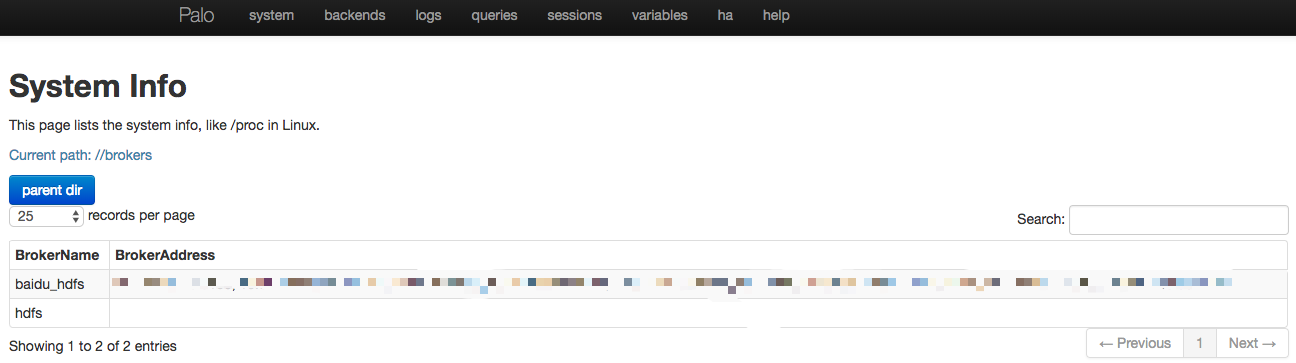 Palo system backends logs queries sessions variables ha help
System Info
This page lists the system info, like /proc in Linux.
Current path: //brokers
parent dir
25 records per page
Search:
BrokerName BrokerAddress
baidu_hdfs
hdfs
Showing 1 to 2 of 2 entries
← Previous 1 Next →